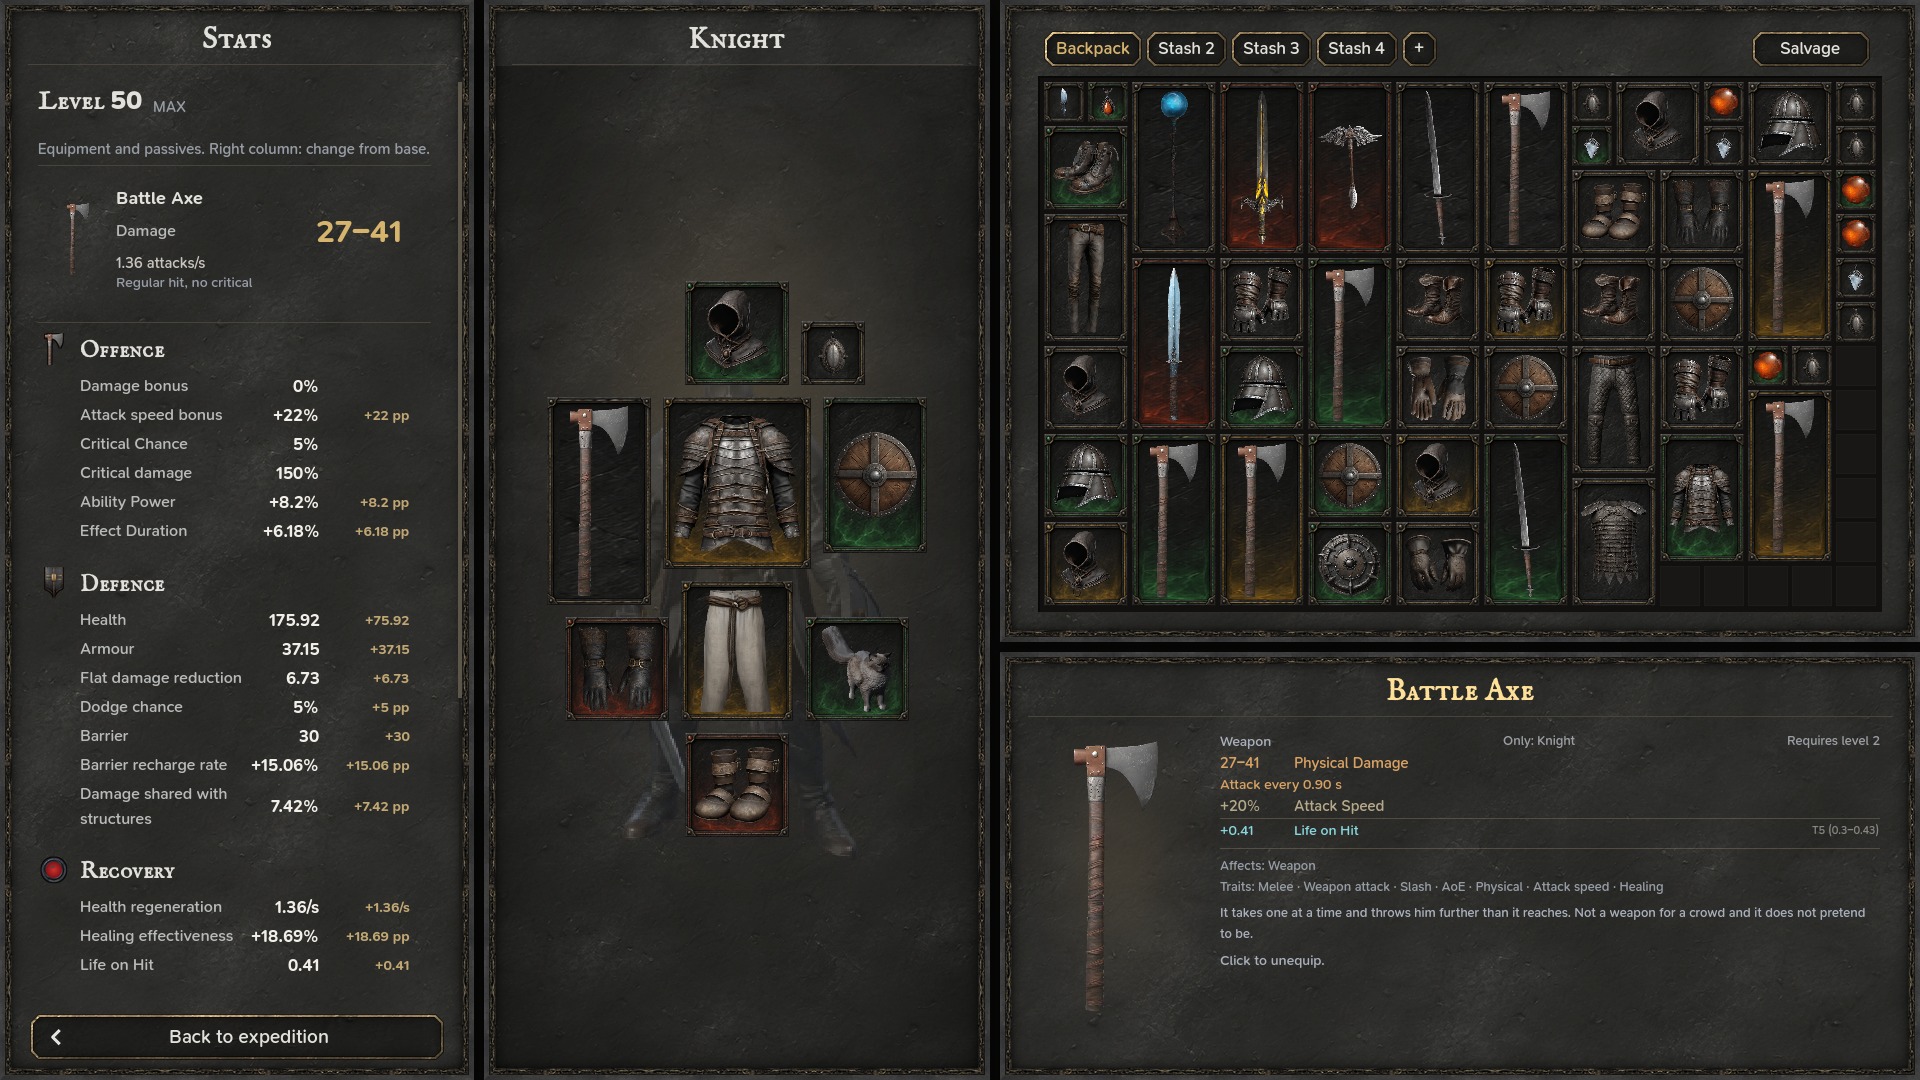 Stats
Level 50 MAX
Equipment and passives. Right column: change from base.
Battle Axe
Damage 27–41
1.36 attacks/s
Regular hit, no critical
Offence
Damage bonus 0%
Attack speed bonus +22% +22 pp
Critical Chance 5%
Critical damage 150%
Ability Power +8.2% +8.2 pp
Effect Duration +6.18% +6.18 pp
Defence
Health 175.92 +75.92
Armour 37.15 +37.15
Flat damage reduction 6.73 +6.73
Dodge chance 5% +5 pp
Barrier 30 +30
Barrier recharge rate +15.06% +15.06 pp
Damage shared with
structures 7.42% +7.42 pp
Recovery
Health regeneration 1.36/s +1.36/s
Healing effectiveness +18.69% +18.69 pp
Life on Hit 0.41 +0.41
Back to expedition
Knight
Backpack Stash 2 Stash 3 Stash 4 + Salvage
Battle Axe
Weapon Only: Knight Requires level 2
27–41 Physical Damage
Attack every 0.90 s
+20% Attack Speed
+0.41 Life on Hit T5 (0.3–0.43)
Affects: Weapon
Traits: Melee · Weapon attack · Slash · AoE · Physical · Attack speed · Healing
It takes one at a time and throws him further than it reaches. Not a weapon for a crowd and it does not pretend
to be.
Click to unequip.